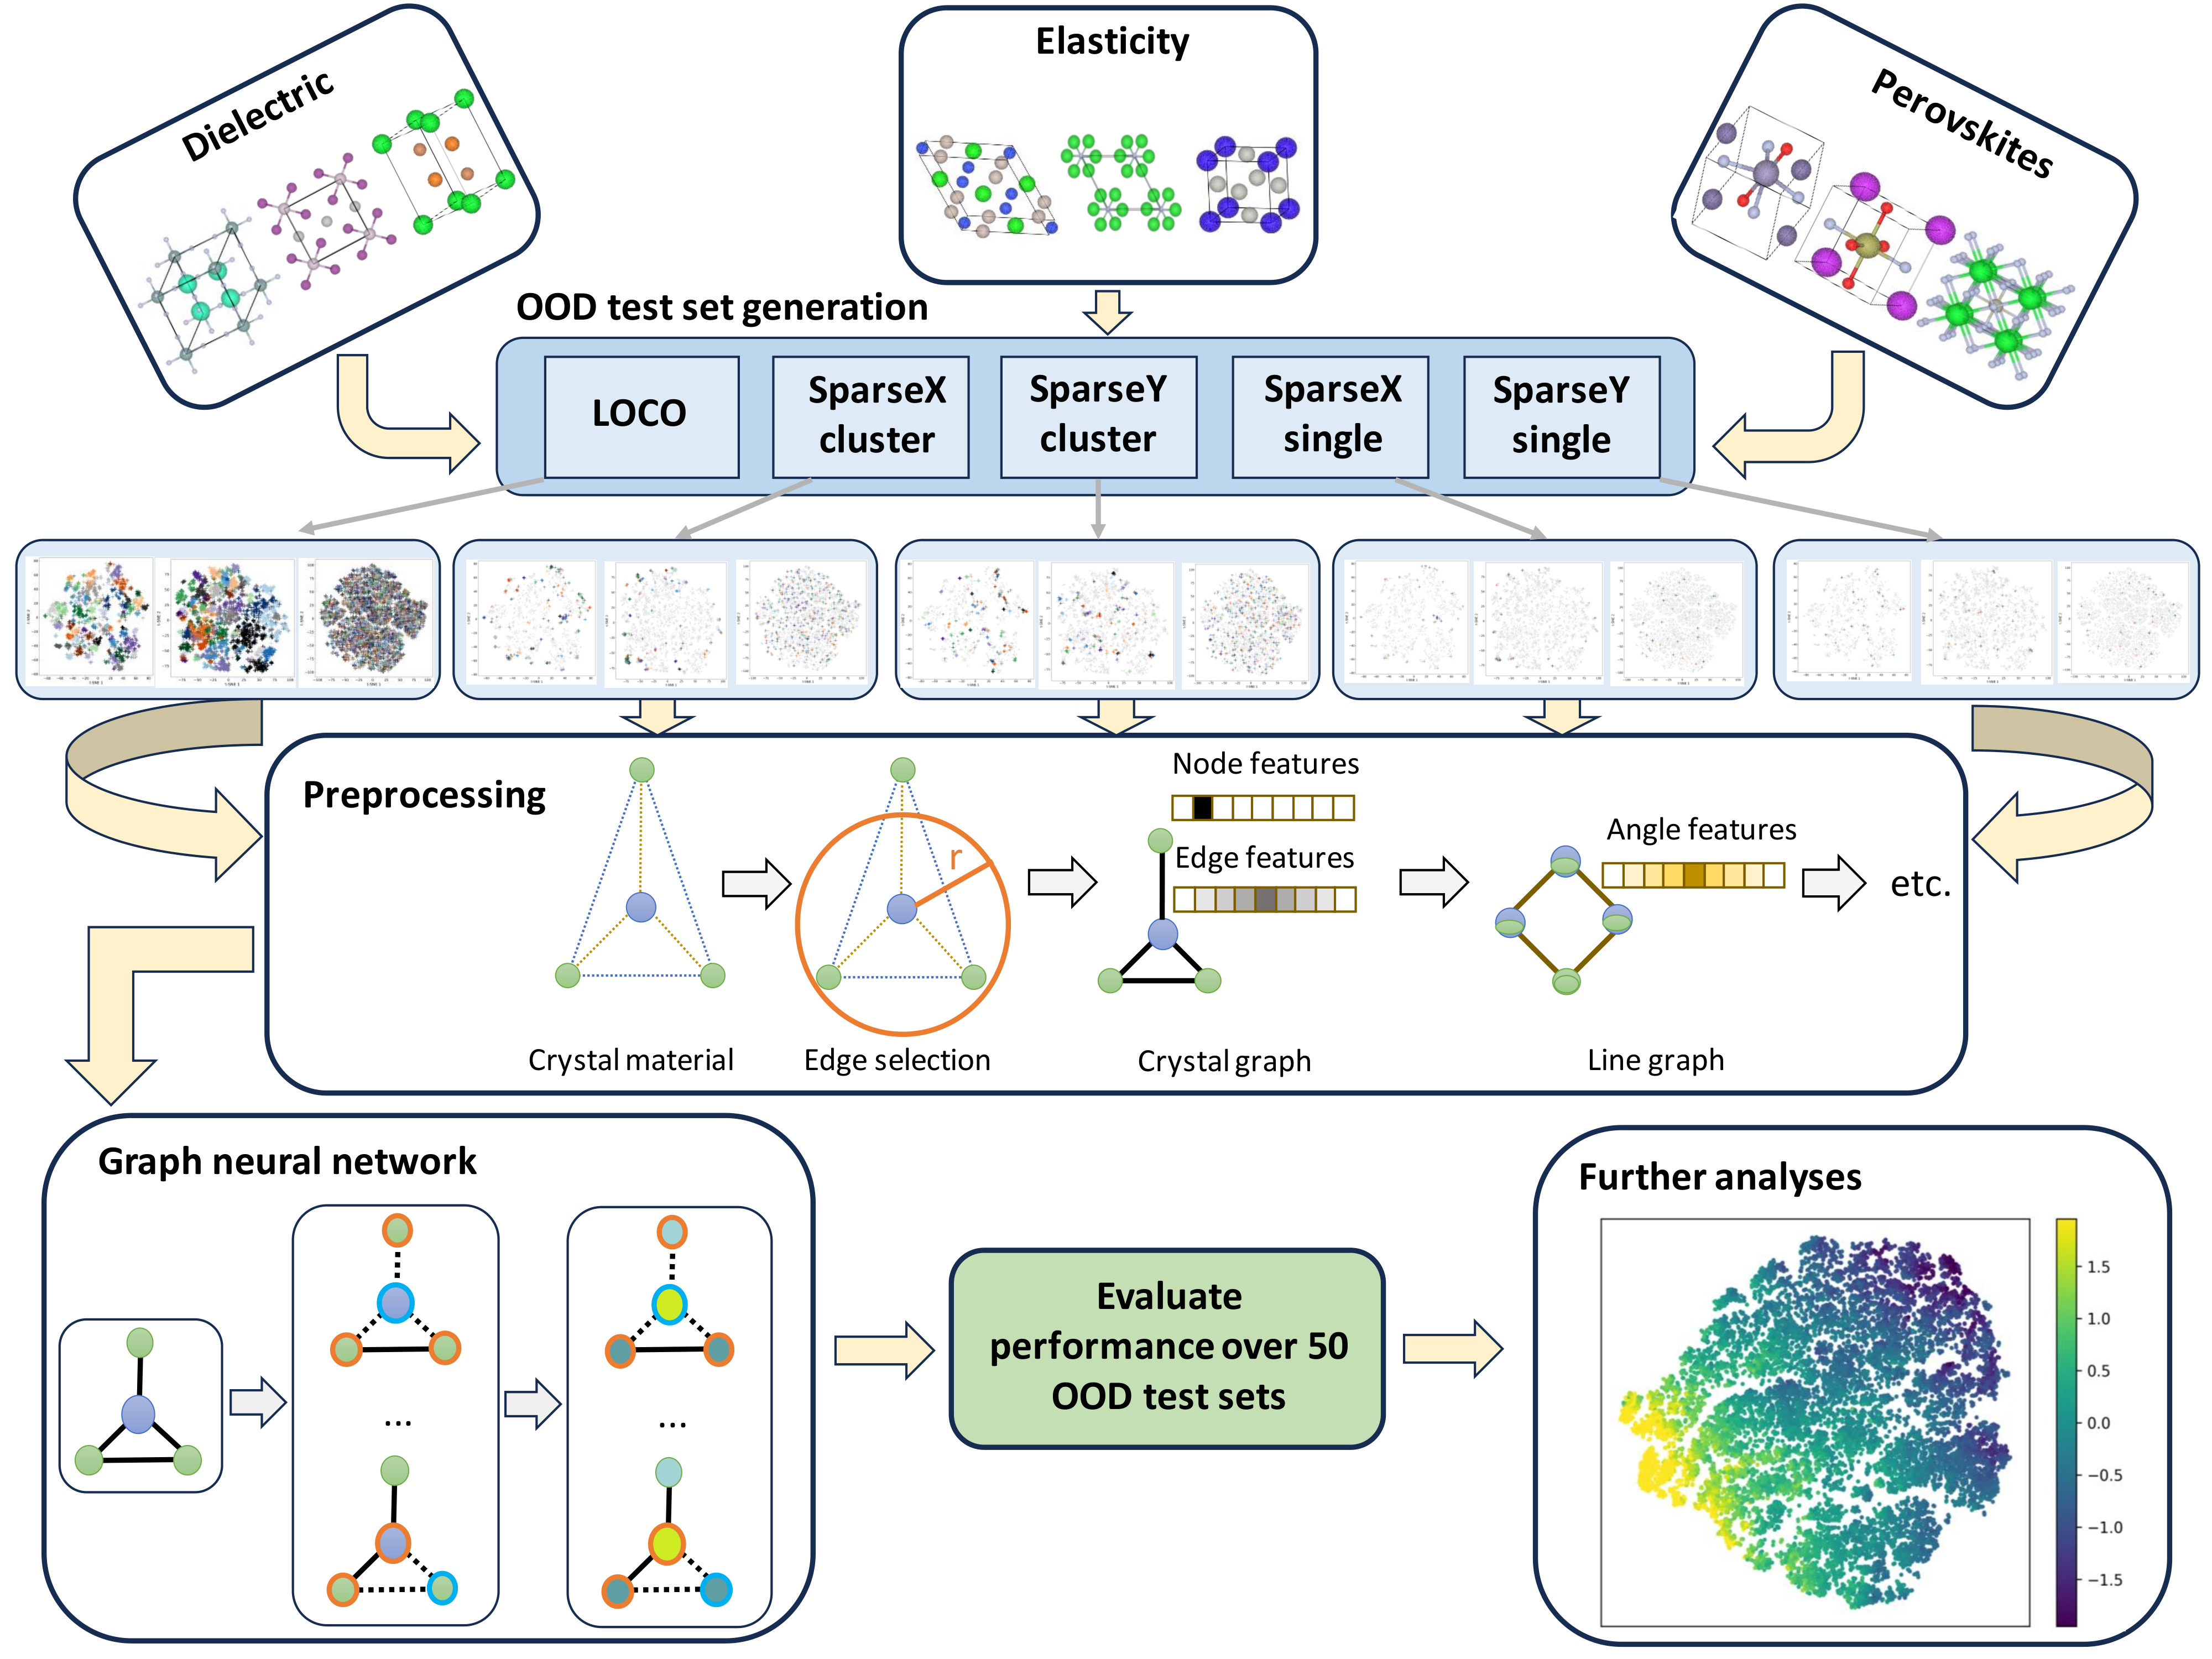 Dielectric
Elasticity
Perovskites
OOD test set generation
LOCO
SparseX
cluster
SparseY
cluster
SparseX
single
SparseY
single
Preprocessing
Node features
Edge features
r
Angle features
etc.
Crystal material
Edge selection
Crystal graph
Line graph
Graph neural network
...
...
Evaluate
performance over 50
OOD test sets
Further analyses
1.5
1.0
0.5
0.0
−0.5
−1.0
−1.5